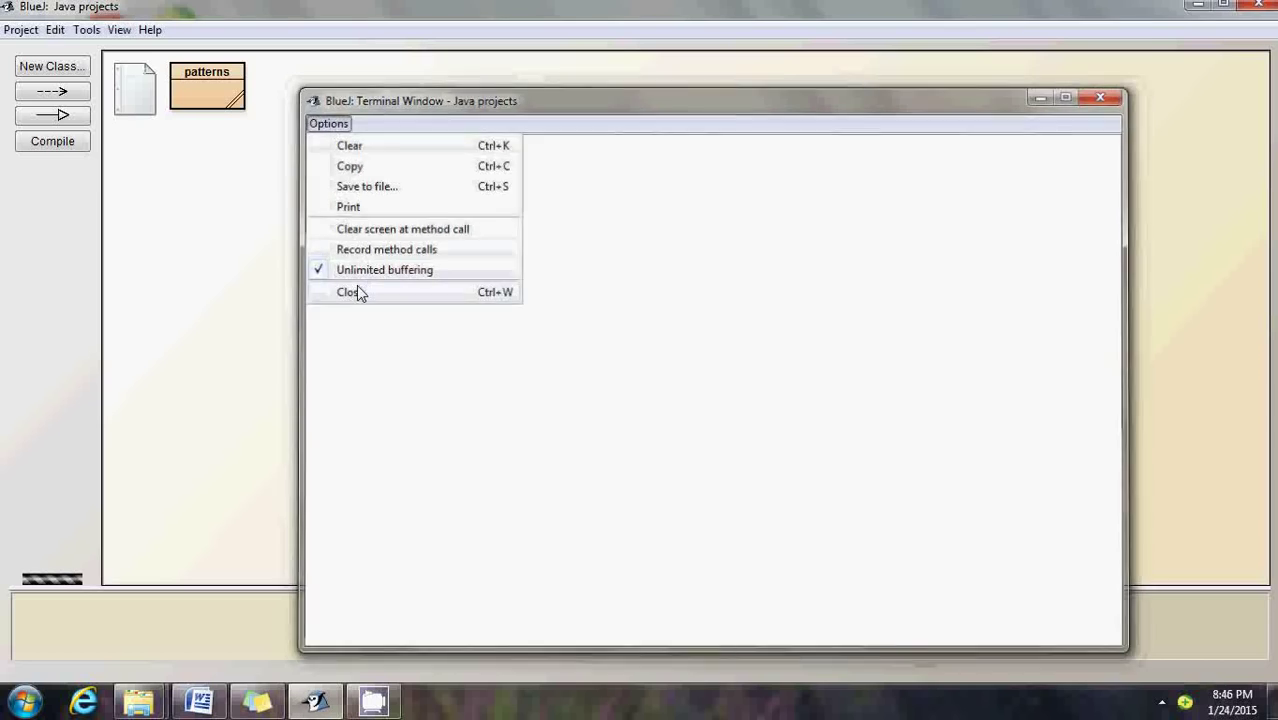 BlueJ: Java projects
Project Edit Tools View Help
New Class...
Compile
patterns
BlueJ: Terminal Window - Java projects
Options
Clear Ctrl+K
Copy Ctrl+C
Save to file... Ctrl+S
Print
Clear screen at method call
Record method calls
Unlimited buffering
Close Ctrl+W
8:46 PM
1/24/2015